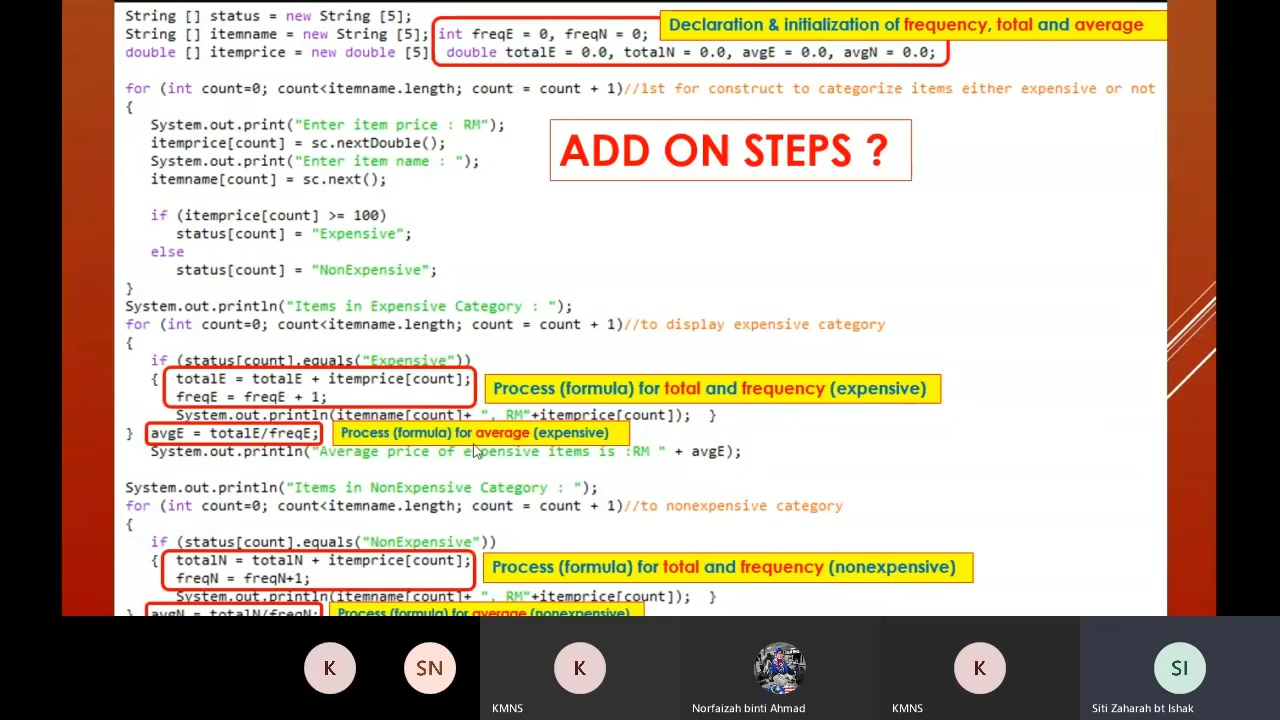 String [] status = new String [5];
String [] itemname = new String [5]; int freqE = 0, freqN = 0;
Declaration & initialization of frequency, total and average
double [] itemprice = new double [5] double totalE = 0.0, totalN = 0.0, avgE = 0.0, avgN = 0.0;
for (int count=0; count<itemname.length; count = count + 1)//1st for construct to categorize items either expensive or not
{
System.out.print("Enter item price : RM");
itemprice[count] = sc.nextDouble();
System.out.print("Enter item name : ");
itemname[count] = sc.next();
ADD ON STEPS ?
if (itemprice[count] >= 100)
status[count] = "Expensive";
else
status[count] = "NonExpensive";
}
System.out.println("Items in Expensive Category : ");
for (int count=0; count<itemname.length; count = count + 1)//to display expensive category
{
if (status[count].equals("Expensive"))
{ totalE = totalE + itemprice[count];
freqE = freqE + 1;
Process (formula) for total and frequency (expensive)
System.out.println(itemname[count]+ ", RM"+itemprice[count]); }
} avgE = totalE/freqE; Process (formula) for average (expensive)
System.out.println("Average price of expensive items is :RM " + avgE);
System.out.println("Items in NonExpensive Category : ");
for (int count=0; count<itemname.length; count = count + 1)//to nonexpensive category
{
if (status[count].equals("NonExpensive"))
{ totalN = totalN + itemprice[count];
freqN = freqN+1;
Process (formula) for total and frequency (nonexpensive)
System.out.println(itemname[count]+ ", RM"+itemprice[count]); }
} avgN = totalN/freqN; Process (formula) for average (nonexpensive)
K
SN
K
K
SI
KMNS
Norfaizah binti Ahmad
KMNS
Siti Zaharah bt Ishak